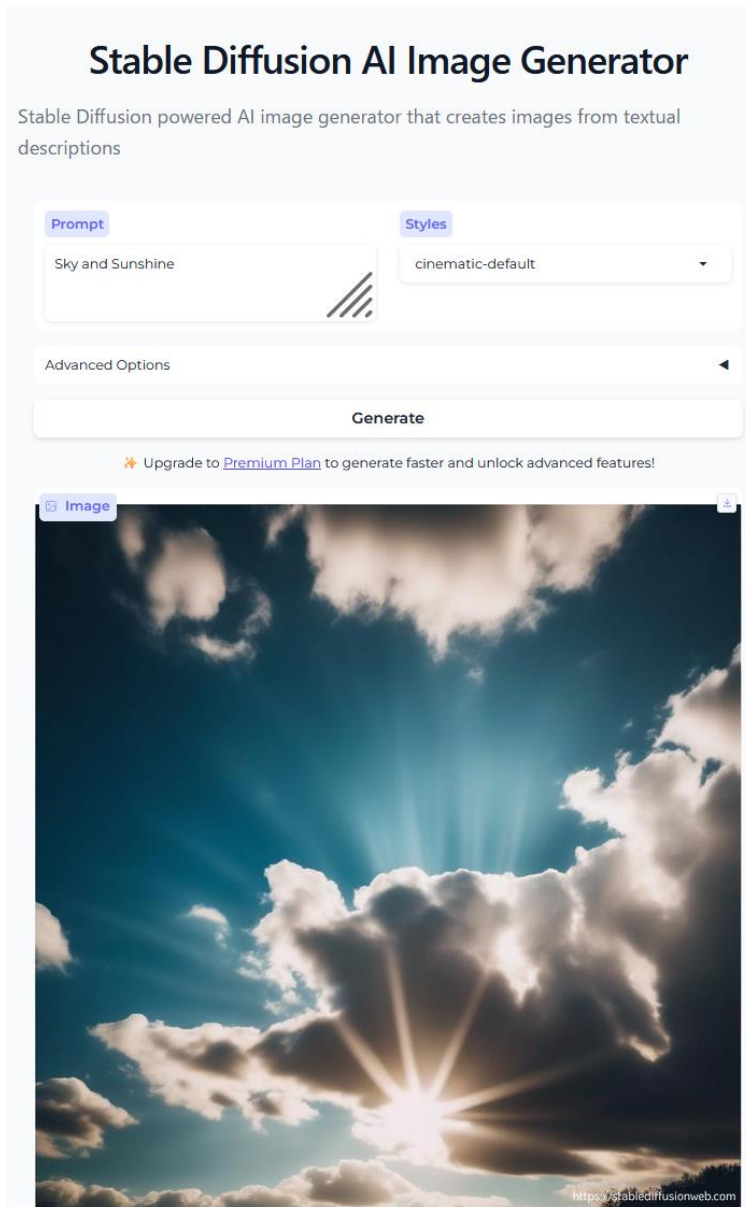 Stable Diffusion AI Image Generator
Stable Diffusion powered AI image generator that creates images from textual
descriptions
Prompt
Styles
Sky and Sunshine
cinematic-default
Advanced Options
Generate
✨ Upgrade to Premium Plan to generate faster and unlock advanced features!
Image
https://stablediffusionweb.com